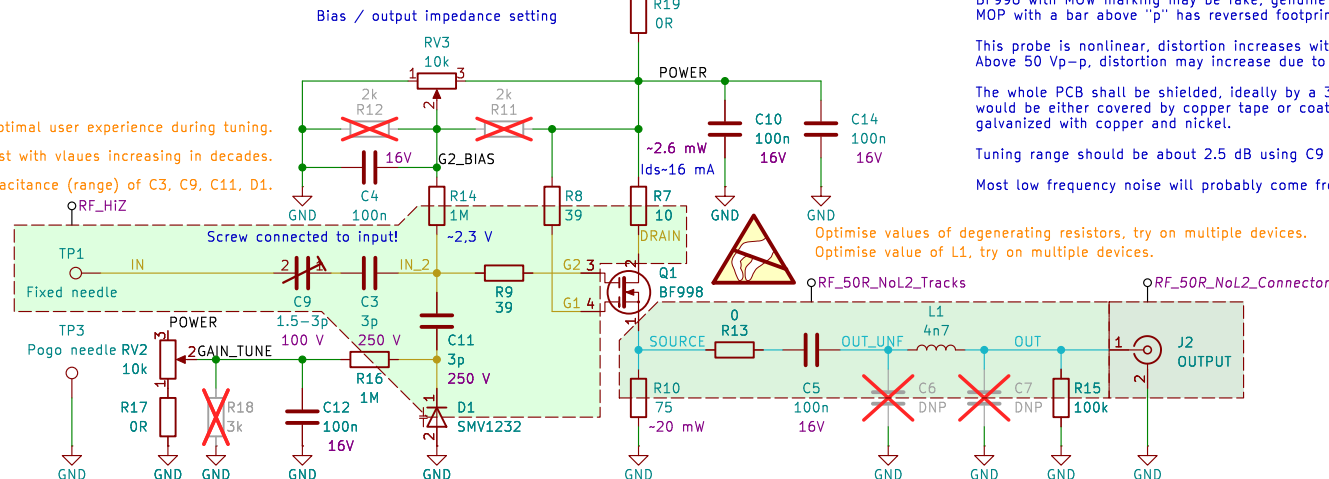 Bias / output impedance setting
R19
0R
BF998 with MOW marking may be fake, genuine
MOP with a bar above "p" has reversed footprin
This probe is nonlinear, distortion increases wit
Above 50 Vp-p, distortion may increase due to
The whole PCB shall be shielded, ideally by a 3
would be either covered by copper tape or coat
galvanized with copper and nickel.
Tuning range should be about 2.5 dB using C9
Most low frequency noise will probably come fr
RV3
10k
1
3
2
POWER
2k
R12
2k
R11
ptimal user experience during tuning.
st with vlaues increasing in decades.
acitance (range) of C3, C9, C11, D1.
16V
G2_BIAS
C4
100n
GND
~2.6 mW
Ids~16 mA
C10
100n
16V
GND
C14
100n
16V
GND
RF_HiZ
R14
1M
R8
39
R7
10
Screw connected to input!
~2,3 V
DRAIN
Optimise values of degenerating resistors, try on multiple devices.
Optimise value of L1, try on multiple devices.
TP1
IN
Fixed needle
2
1
C9
1.5-3p
100 V
C3
3p
250 V
IN_2
R9
39
G2
3
G1
4
2
1
Q1
BF998
RF_50R_NoL2_Tracks
RF_50R_NoL2_Connector
TP3
Pogo needle
POWER
RV2
10k
3
2
1
GAIN_TUNE
R16
1M
C11
3p
250 V
SOURCE
0
R13
OUT_UNF
L1
4n7
OUT
1
2
J2
OUTPUT
R17
0R
R18
3k
C12
100n
16V
1
2
D1
SMV1232
R10
75
~20 mW
C5
100n
16V
C6
DNP
C7
DNP
R15
100k
GND
GND
GND
GND
GND
GND
GND
GND
GND
GND